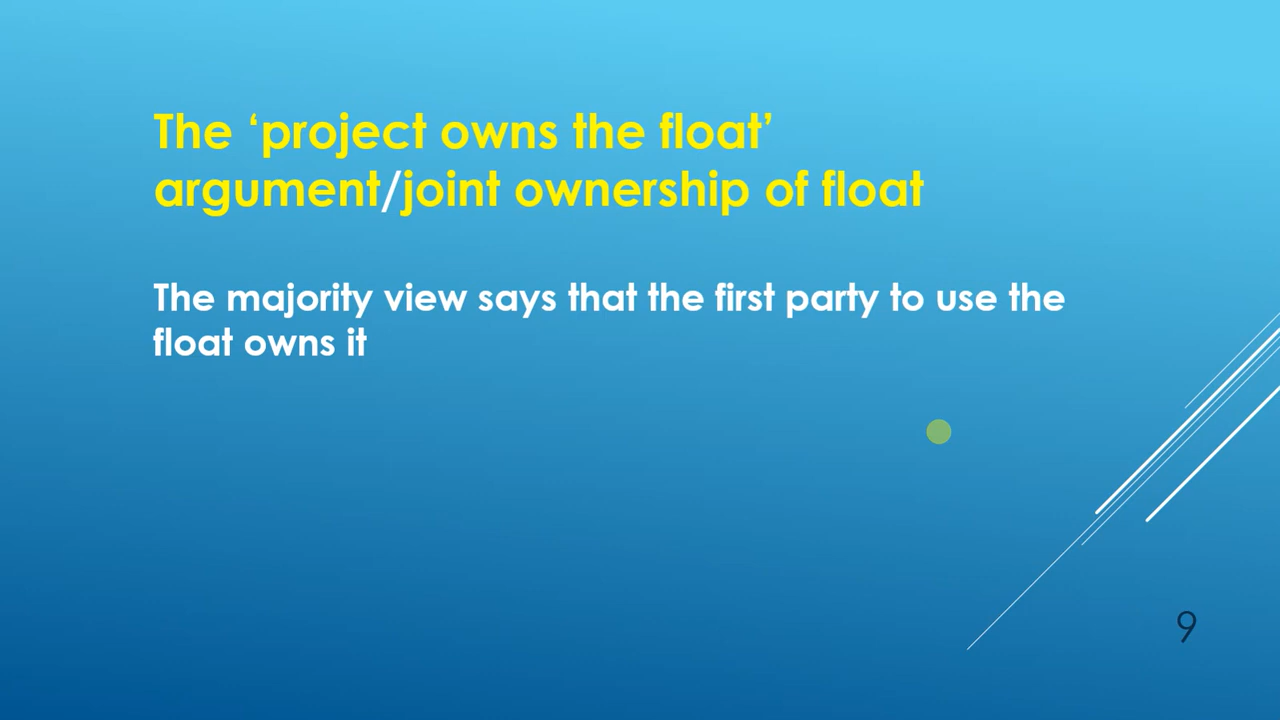 The ‘project owns the float’
argument/joint ownership of float
The majority view says that the first party to use the
float owns it
9